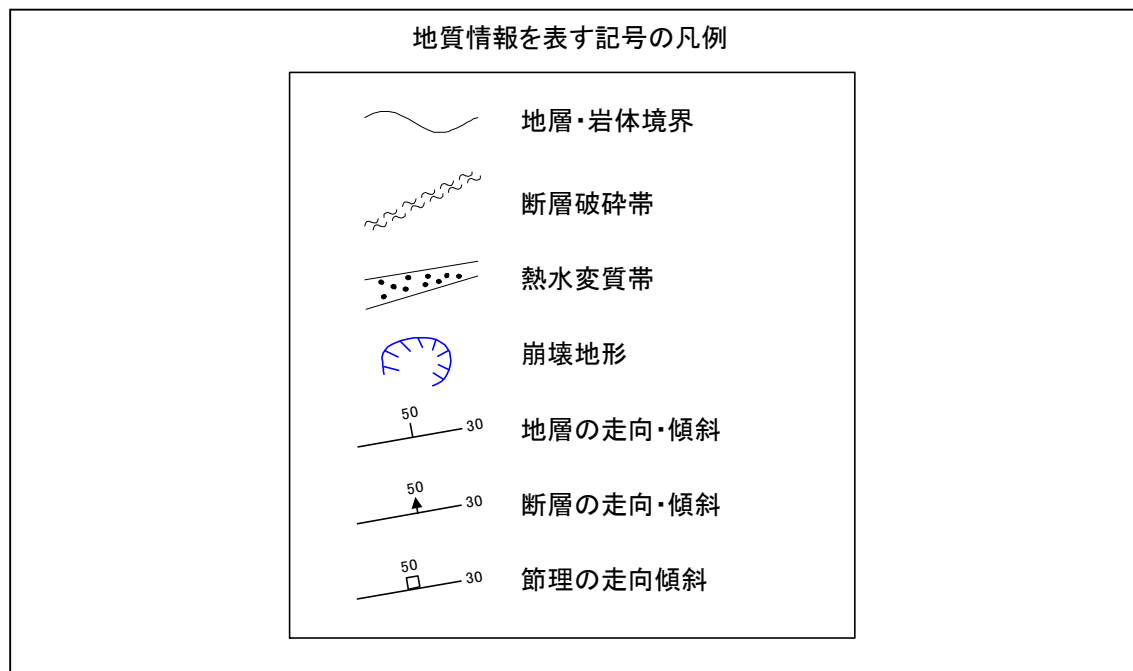 地質情報を表す記号の凡例
地層・岩体境界
断層破砕帯
熱水変質帯
崩壊地形
50
30
地層の走向・傾斜
50
30
断層の走向・傾斜
50
30
節理の走向傾斜